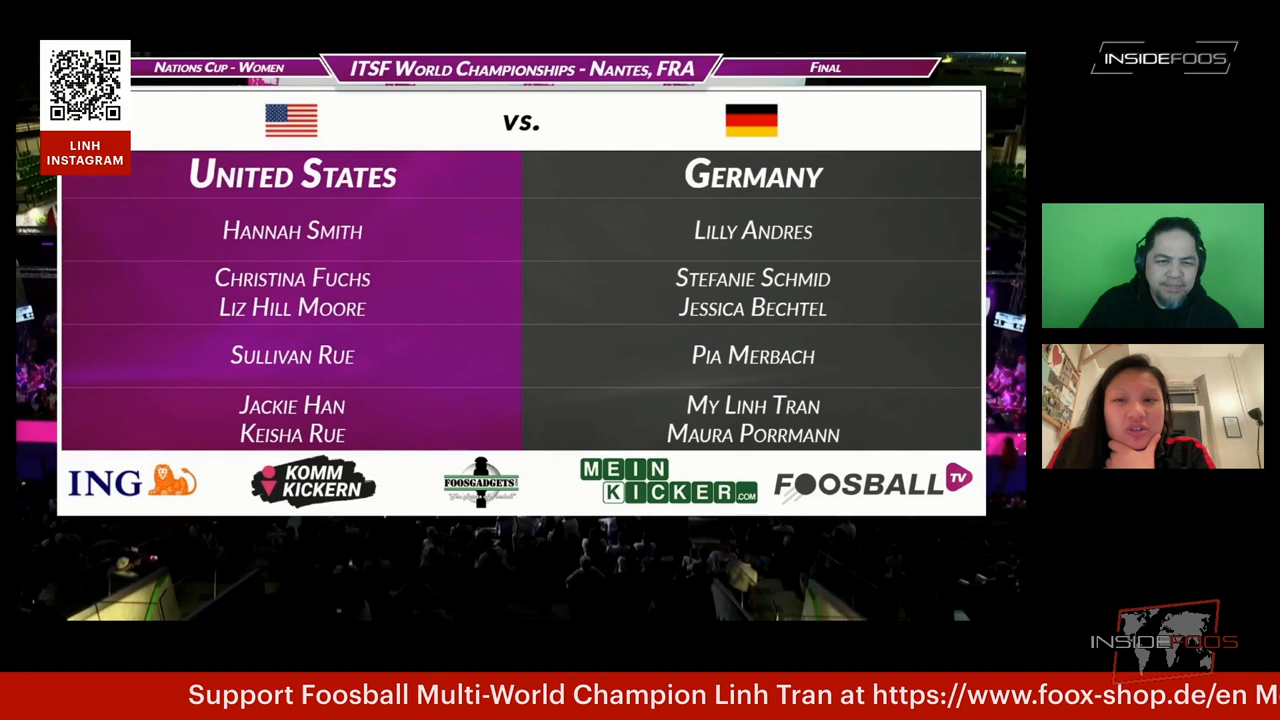 LINH
INSTAGRAM
NATIONS CUP - WOMEN
ITSF WORLD CHAMPIONSHIPS - NANTES, FRA
FINAL
INSIDEFOOS
VS.
UNITED STATES
GERMANY
HANNAH SMITH
LILLY ANDRES
CHRISTINA FUCHS
LIZ HILL MOORE
STEFANIE SCHMID
JESSICA BECHTEL
SULLIVAN RUE
PIA MERBACH
JACKIE HAN
KEISHA RUE
MY LINH TRAN
MAURA PORRMANN
ING
KOMM
KICKERN
FOOSGADGETS
MEIN
KICKER.COM
FOOSBALL TV
INSIDEFOOS
Support Foosball Multi-World Champion Linh Tran at https://www.foox-shop.de/en M